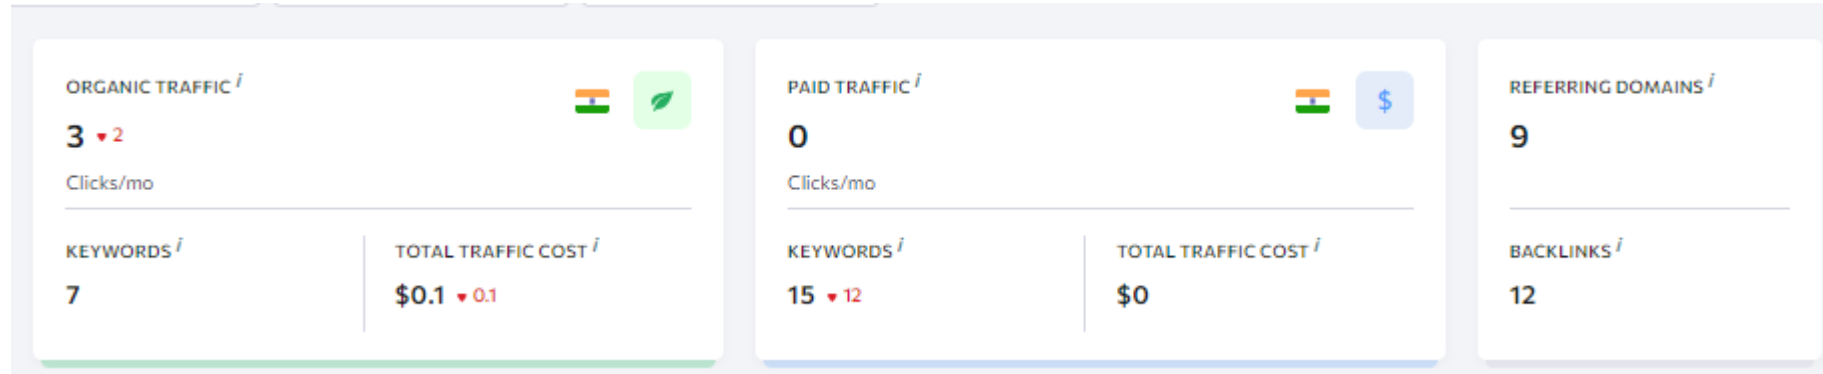 ORGANIC TRAFFIC i
3 ▼ 2
Clicks/mo
KEYWORDS i
7
TOTAL TRAFFIC COST i
$0.1 ▼ 0.1
PAID TRAFFIC i
$
0
Clicks/mo
KEYWORDS i
15 ▼ 12
TOTAL TRAFFIC COST i
$0
REFERRING DOMAINS i
9
BACKLINKS i
12